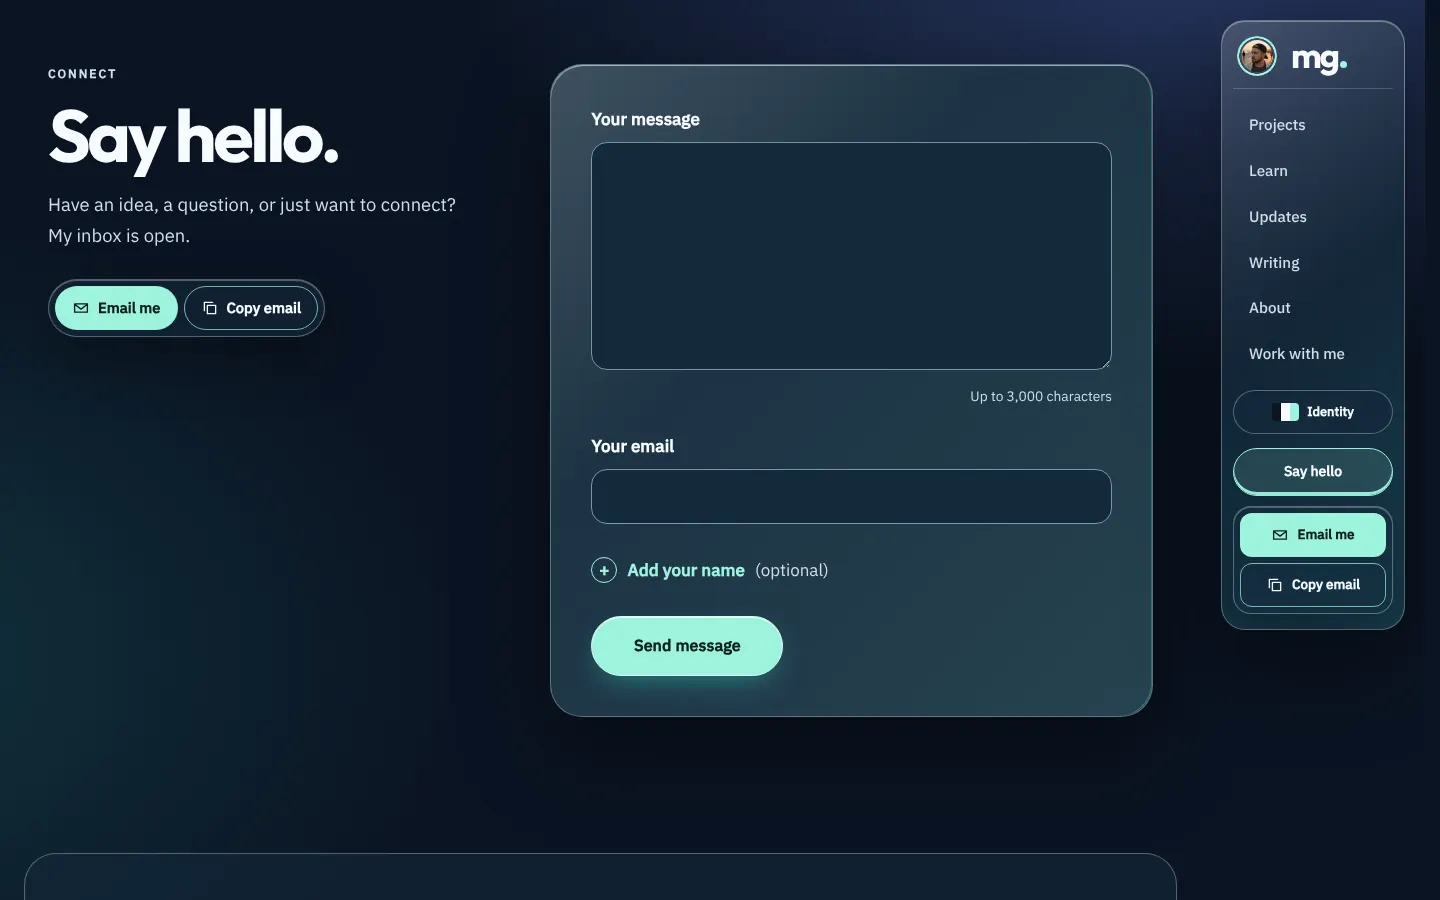 CONNECT
Say hello.
Have an idea, a question, or just want to connect?
My inbox is open.
Email me
Copy email
Your message
Up to 3,000 characters
Your email
+ Add your name (optional)
Send message
mg.
Projects
Learn
Updates
Writing
About
Work with me
Identity
Say hello
Email me
Copy email